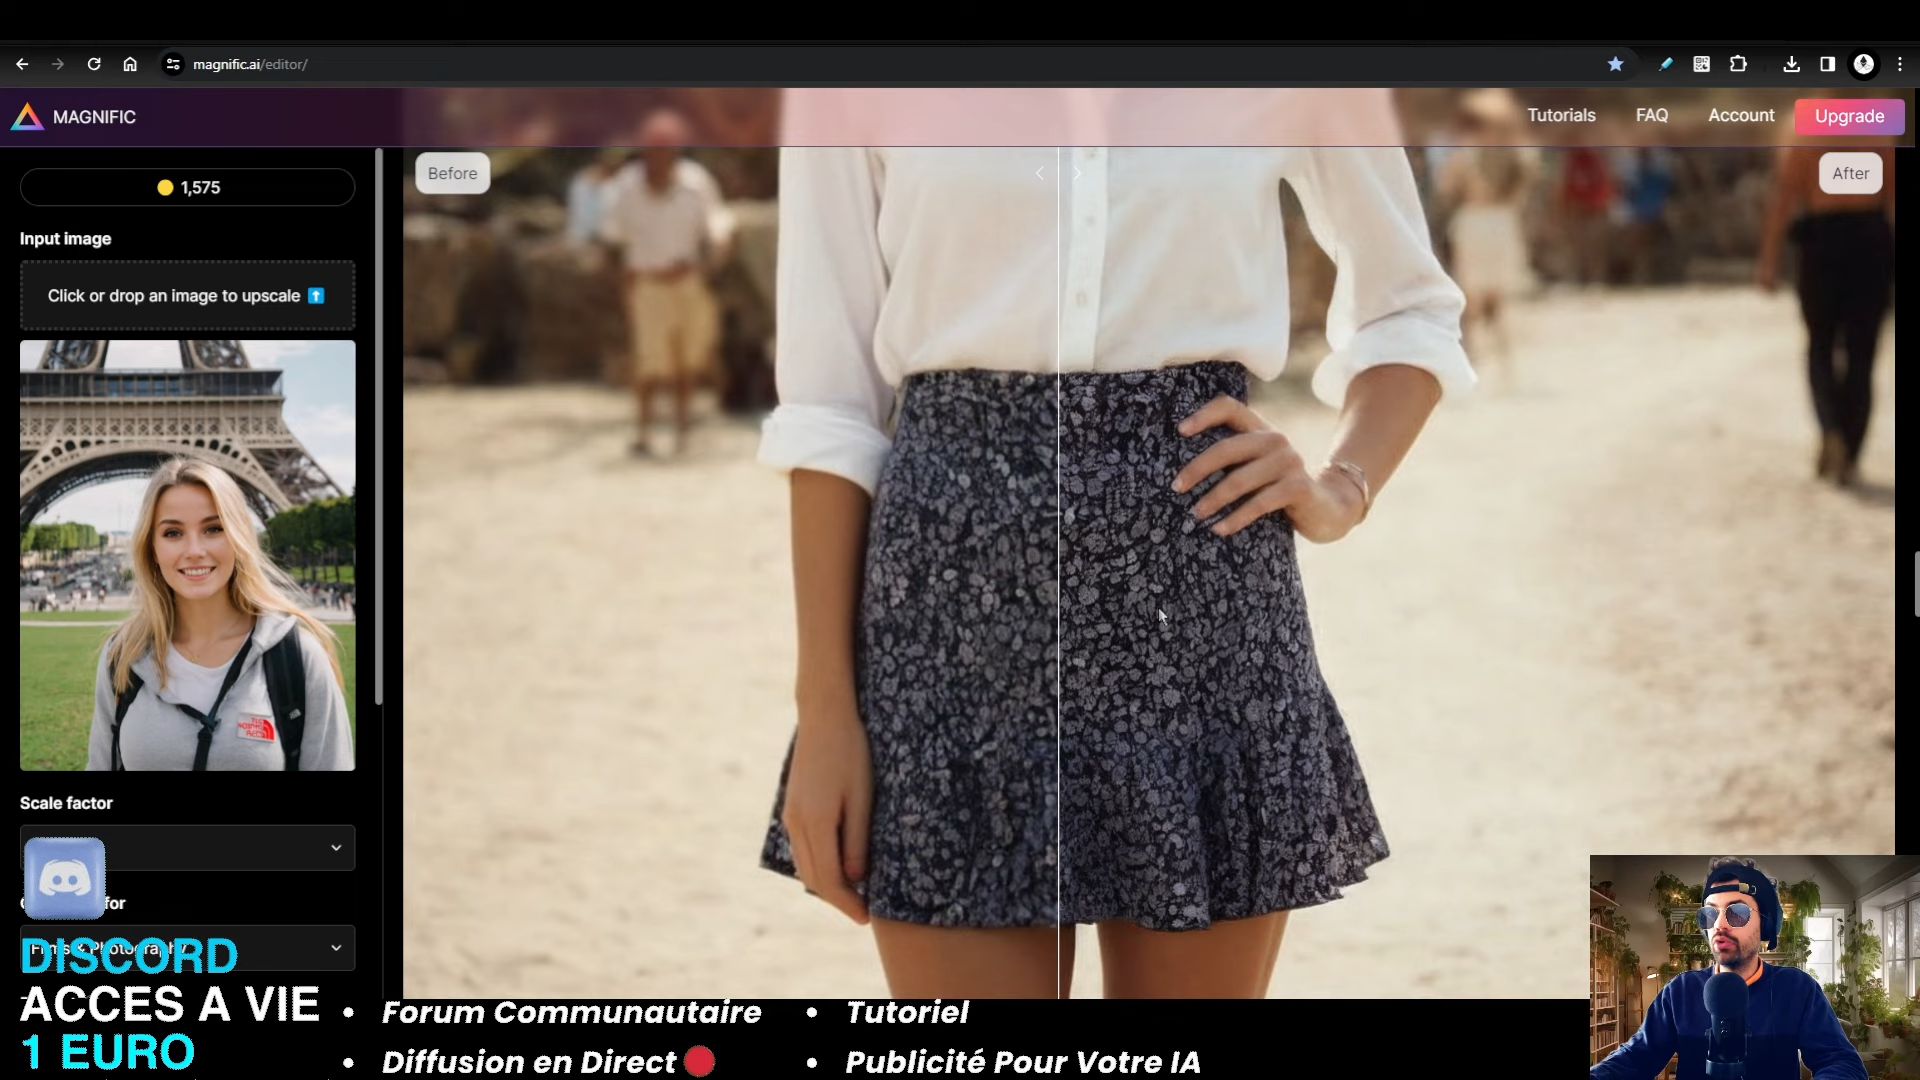 magnific.ai/editor/
MAGNIFIC
Tutorials
FAQ
Account
Upgrade
1,575
Before
After
Input image
Click or drop an image to upscale
Scale factor
for
Films & Photography
DISCORD
ACCES A VIE
1 EURO
• Forum Communautaire
• Tutoriel
• Diffusion en Direct
• Publicité Pour Votre IA